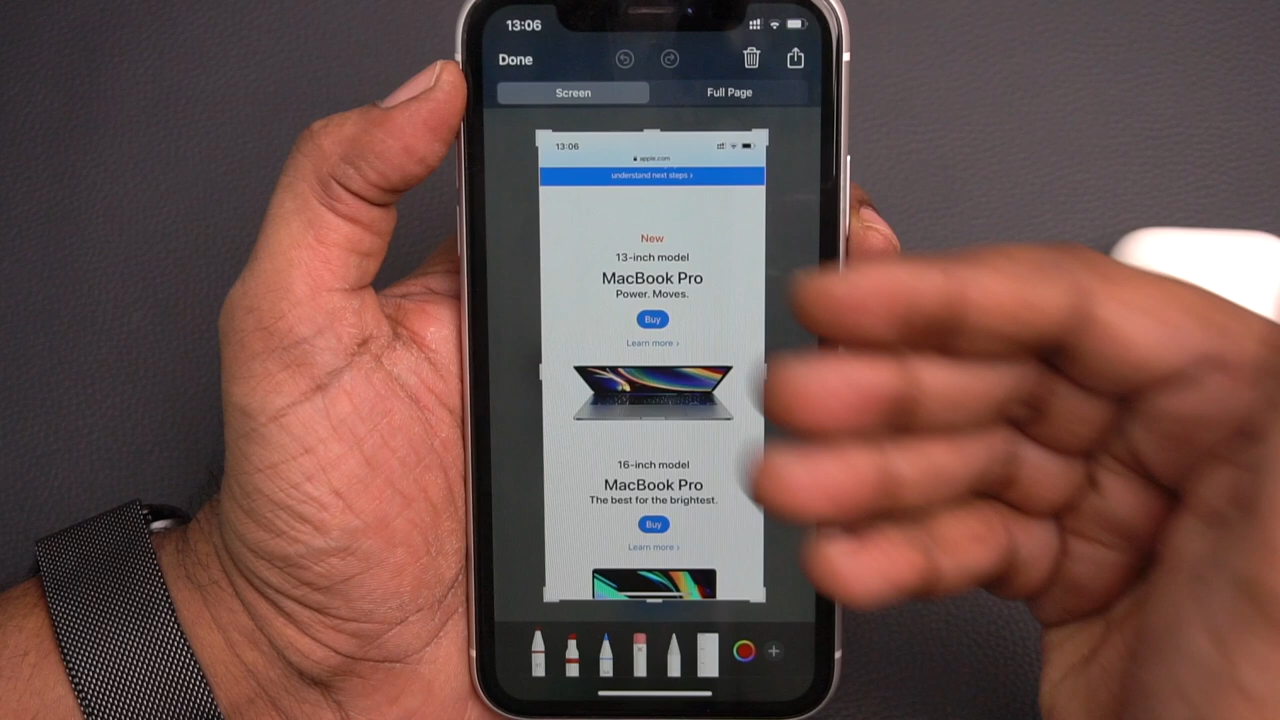 13:06
Done
Screen Full Page
13:06
apple.com
understand next steps >
New
13-inch model
MacBook Pro
Power. Moves.
Buy
Learn more >
16-inch model
MacBook Pro
The best for the brightest.
Buy
Learn more >